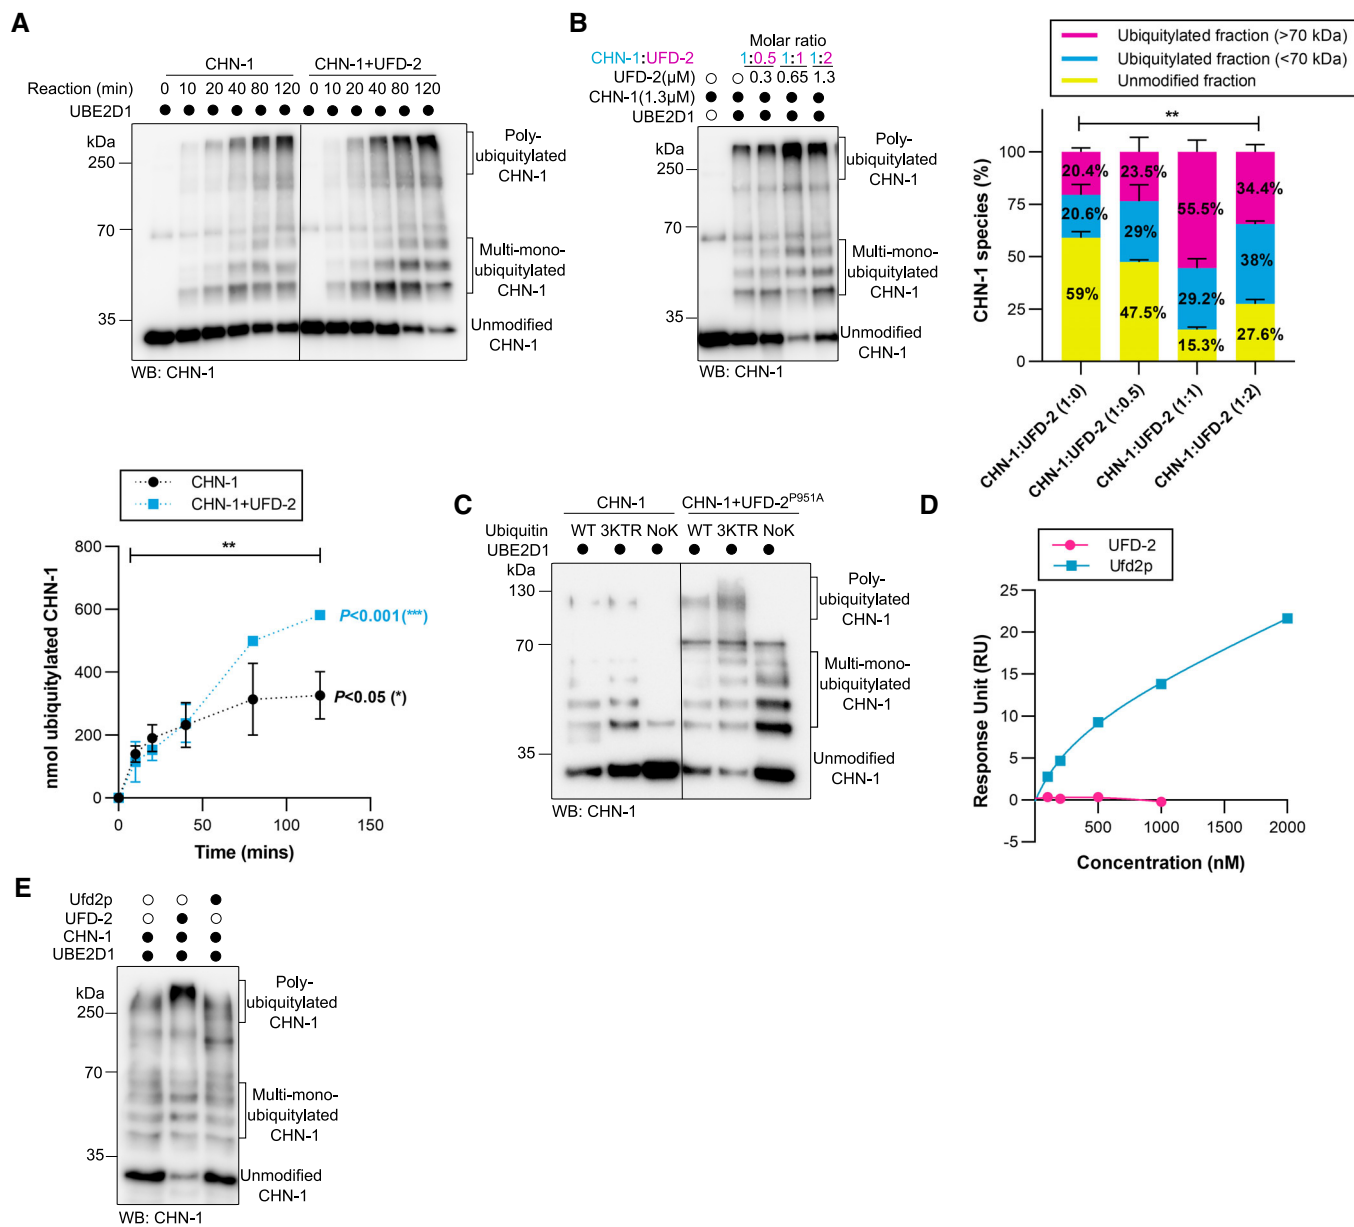 A
CHN-1 CHN-1+UFD-2
Reaction (min) 0 10 20 40 80 120 0 10 20 40 80 120
UBE2D1
kDa
250
70
35
Poly-
ubiquitylated
CHN-1
Multi-mono-
ubiquitylated
CHN-1
Unmodified
CHN-1
WB: CHN-1
CHN-1
CHN-1+UFD-2
nmol ubiquitylated CHN-1
800
600
400
200
0
**
P<0.001(***)
P<0.05 (*)
0 50 100 150
Time (mins)
B
Molar ratio
CHN-1:UFD-2 1:0.5 1:1 1:2
UFD-2(µM) 0.3 0.65 1.3
CHN-1(1.3µM)
UBE2D1
kDa
250
70
35
Poly-
ubiquitylated
CHN-1
Multi-mono-
ubiquitylated
CHN-1
Unmodified
CHN-1
WB: CHN-1
Ubiquitylated fraction (>70 kDa)
Ubiquitylated fraction (<70 kDa)
Unmodified fraction
**
CHN-1 species (%)
100
75
50
25
0
20.4% 23.5% 55.5% 34.4%
20.6% 29% 29.2% 38%
59% 47.5% 15.3% 27.6%
CHN-1:UFD-2 (1:0)
CHN-1:UFD-2 (1:0.5)
CHN-1:UFD-2 (1:1)
CHN-1:UFD-2 (1:2)
C
CHN-1 CHN-1+UFD-2P951A
Ubiquitin WT 3KTR NoK WT 3KTR NoK
UBE2D1
kDa
130
70
35
Poly-
ubiquitylated
CHN-1
Multi-mono-
ubiquitylated
CHN-1
Unmodified
CHN-1
WB: CHN-1
D
UFD-2
Ufd2p
Response Unit (RU)
25
20
15
10
5
0
-5
500 1000 1500 2000
Concentration (nM)
E
Ufd2p
UFD-2
CHN-1
UBE2D1
kDa
250
70
35
Poly-
ubiquitylated
CHN-1
Multi-mono-
ubiquitylated
CHN-1
Unmodified
CHN-1
WB: CHN-1